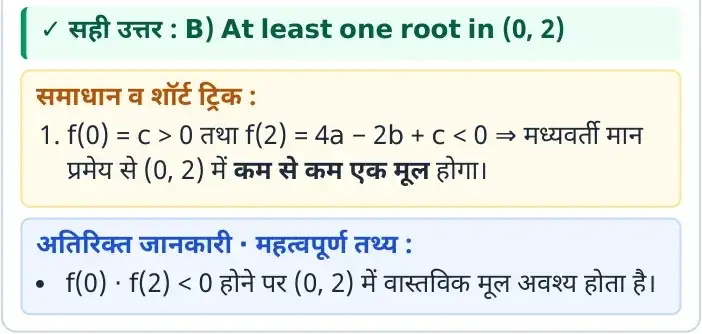 ✓ सही उत्तर : B) At least one root in (0, 2)
समाधान व शॉर्ट ट्रिक :
1. f(0) = c > 0 तथा f(2) = 4a − 2b + c < 0 ⇒ मध्यवर्ती मान
प्रमेय से (0, 2) में कम से कम एक मूल होगा।
अतिरिक्त जानकारी · महत्वपूर्ण तथ्य :
• f(0) · f(2) < 0 होने पर (0, 2) में वास्तविक मूल अवश्य होता है।